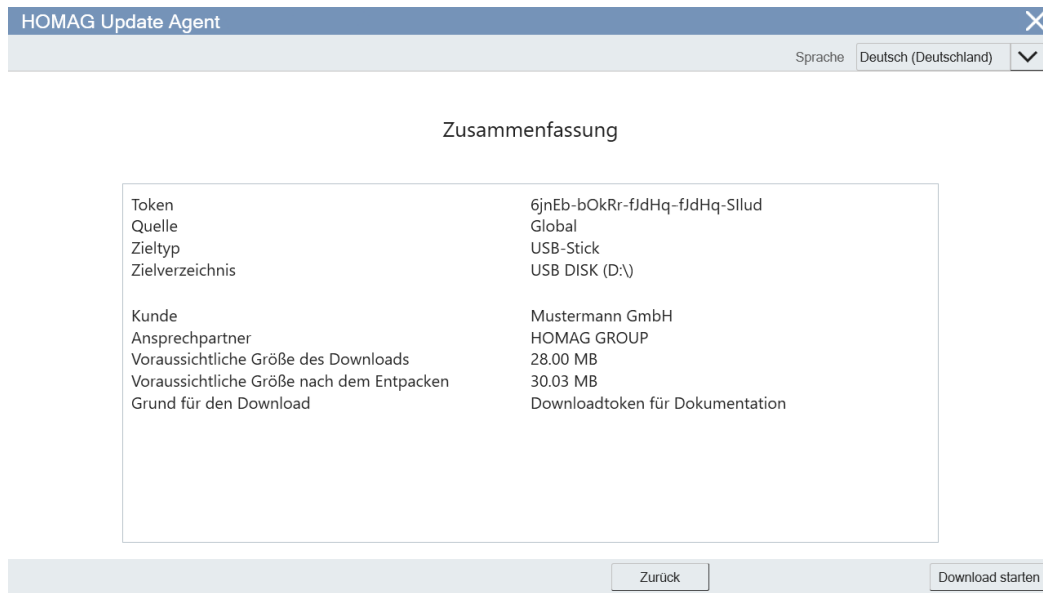 HOMAG Update Agent
Sprache Deutsch (Deutschland)
Zusammenfassung
Token 6jnEb-bOkRr-fJdHq-fJdHq-SIlud
Quelle Global
Zieltyp USB-Stick
Zielverzeichnis USB DISK (D:\)
Kunde Mustermann GmbH
Ansprechpartner HOMAG GROUP
Voraussichtliche Größe des Downloads 28.00 MB
Voraussichtliche Größe nach dem Entpacken 30.03 MB
Grund für den Download Downloadtoken für Dokumentation
Zurück Download starten